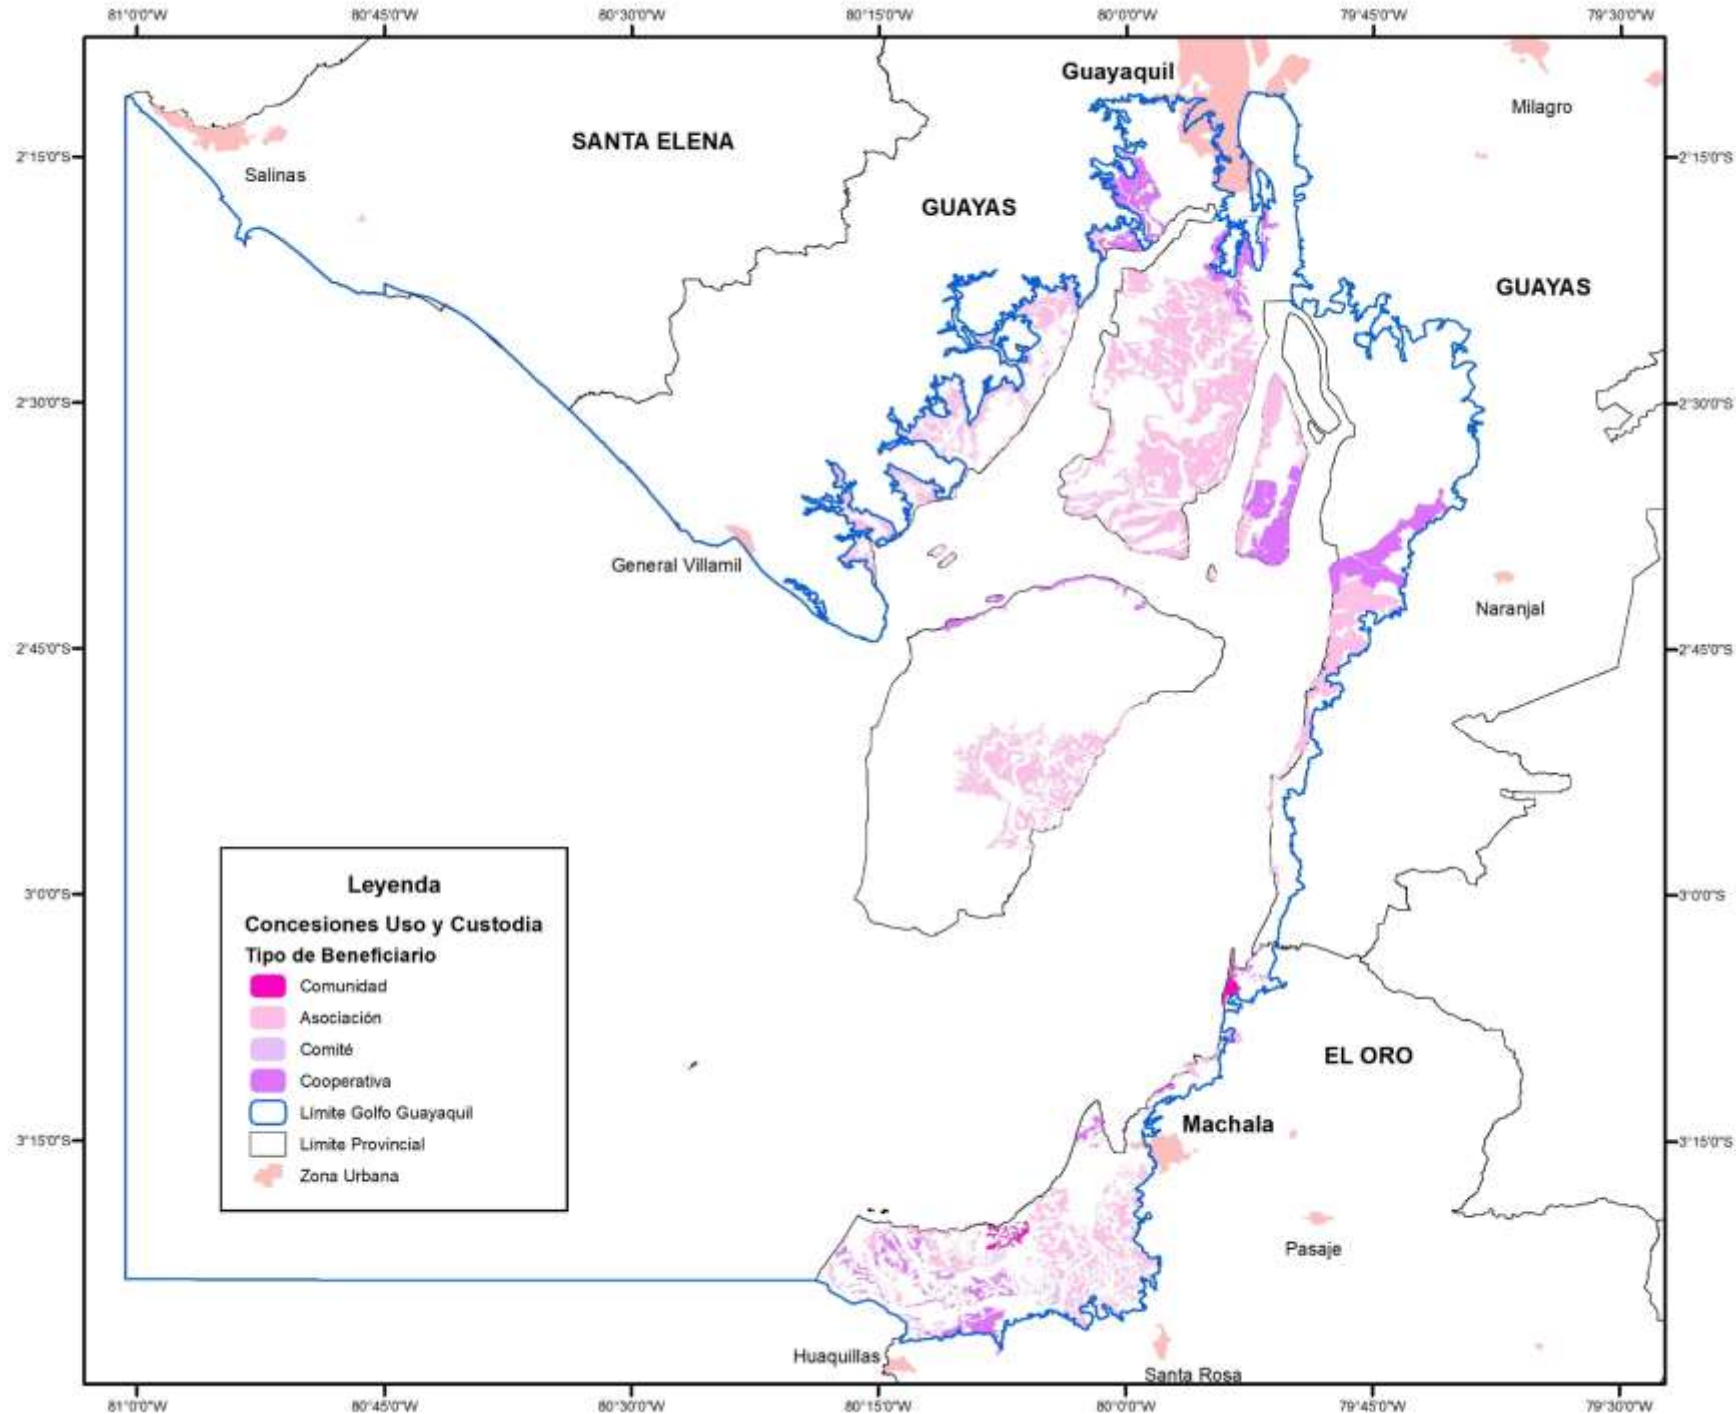 81°0'0"W 80°45'0"W 80°30'0"W 80°15'0"W 80°0'0"W 79°45'0"W 79°30'0"W
Guayaquil
Milagro
SANTA ELENA
2°15'0"S 2°15'0"S
Salinas
GUAYAS
GUAYAS
2°30'0"S 2°30'0"S
General Villamil
Naranjal
2°45'0"S 2°45'0"S
Leyenda
3°0'0"S 3°0'0"S
Concesiones Uso y Custodia
Tipo de Beneficiario
Comunidad
Asociación
Comité
Cooperativa
Límite Golfo Guayaquil
Límite Provincial
Zona Urbana
EL ORO
Machala
3°15'0"S 3°15'0"S
Pasaje
Huaquillas
Santa Rosa
81°0'0"W 80°45'0"W 80°30'0"W 80°15'0"W 80°0'0"W 79°45'0"W 79°30'0"W